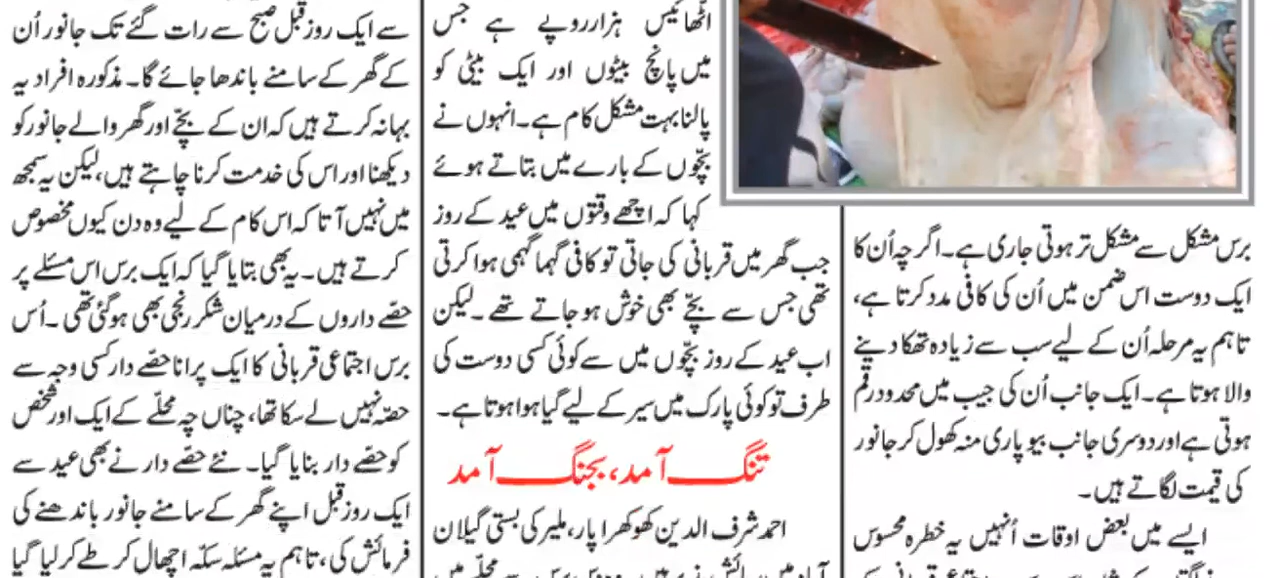 برس مشکل سے مشکل تر ہوتی جاری ہے۔ اگرچہ اُن کا
ایک دوست اس ضمن میں اُن کی کافی مدد کرتا ہے،
تاہم یہ مرحلہ اُن کے لیے سب سے زیادہ تھکا دینے
والا ہوتا ہے۔ ایک جانب اُن کی جیب میں محدود رقم
ہوتی ہے اور دوسری جانب بیوپاری منہ کھول کر جانور
کی قیمت لگاتے ہیں۔
ایسے میں بعض اوقات اُنہیں یہ خطرہ محسوس
اٹّھائیس ہزار روپے ہے جس
میں پانچ بیٹوں اور ایک بیٹی کو
پالنا بہت مشکل کام ہے۔ انہوں نے
بچّوں کے بارے میں بتاتے ہوئے
کہا کہ اچھے وقتوں میں عید کے روز
جب گھر میں قربانی کی جاتی تو کافی گہما گہمی ہوا کرتی
تھی جس سے بچّے بھی خوش ہو جاتے تھے۔ لیکن
اب عید کے روز بچّوں میں سے کوئی کسی دوست کی
طرف تو کوئی پارک میں سیر کے لیے گیا ہوا ہوتا ہے۔
تنگ آمد، بجنگ آمد
احمد شرف الدین کھوکھرا پار، ملیر کی بستی گیلان
سے ایک روز قبل صبح سے رات گئے تک جانور اُن
کے گھر کے سامنے باندھا جائے گا۔ مذکورہ افراد یہ
بہانہ کرتے ہیں کہ ان کے بچّے اور گھر والے جانور کو
دیکھنا اور اس کی خدمت کرنا چاہتے ہیں، لیکن یہ سمجھ
میں نہیں آتا کہ اس کام کے لیے وہ دن کیوں مخصوص
کرتے ہیں۔ یہ بھی بتایا گیا کہ ایک برس اس مسئلے پر
حصّے داروں کے درمیان شکر رنجی بھی ہوگئی تھی۔ اُس
برس اجتماعی قربانی کا ایک پرانا حصّے دار کسی وجہ سے
حصّہ نہیں لے سکا تھا، چناں چہ محلّے کے ایک اور شخص
کو حصّے دار بنایا گیا۔ نئے حصّے دار نے بھی عید سے
ایک روز قبل اپنے گھر کے سامنے جانور باندھنے کی
فرمائش کی، تاہم یہ مسئلہ سکّہ اچھال کر طے کر لیا گیا